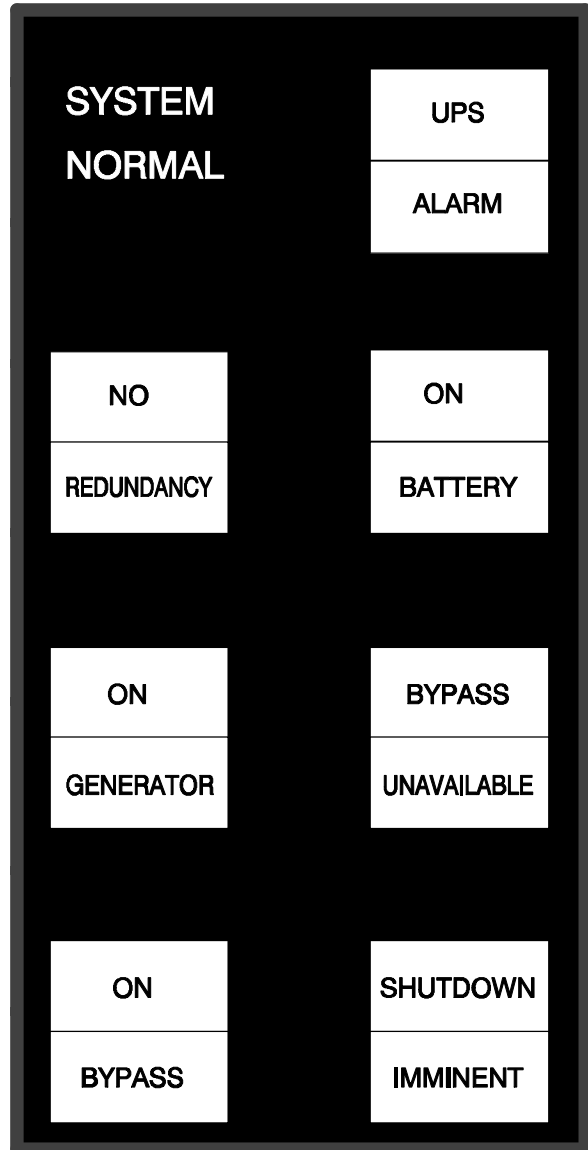 SYSTEM
NORMAL
UPS
ALARM
NO
REDUNDANCY
ON
BATTERY
ON
GENERATOR
BYPASS
UNAVAILABLE
ON
BYPASS
SHUTDOWN
IMMINENT